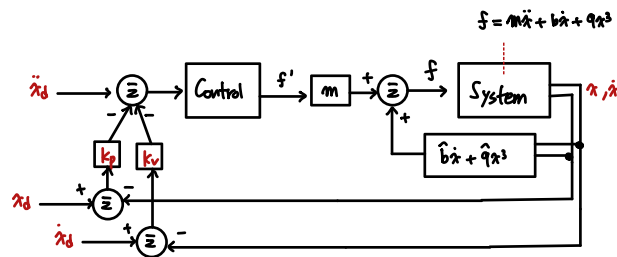 f = mẍ + bẋ + qx³
ẍd
Σ
Control
f'
m
+
Σ
+
f
System
x, ẋ
−
−
kp
kv
b̂ẋ + q̂x³
xd
+
Σ
−
ẋd
+
Σ
−